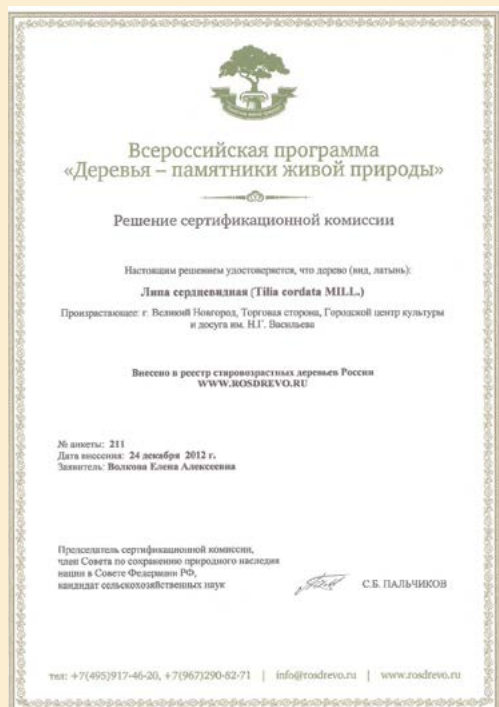 Всероссийская программа
«Деревья – памятники живой природы»
Решение сертификационной комиссии
Настоящим решением удостоверяется, что дерево (вид, латынь):
Липа сердцевидная (Tilia cordata MILL.)
Произрастающее: г. Великий Новгород, Торговая сторона, Городской центр культуры
и досуга им. Н.Г. Васильева
Внесено в реестр старовозрастных деревьев России
WWW.ROSDREVO.RU
№ анкеты: 211
Дата внесения: 24 декабря 2012 г.
Заявитель: Волкова Елена Алексеевна
Председатель сертификационной комиссии,
член Совета по сохранению природного наследия
нации в Совете Федерации РФ,
кандидат сельскохозяйственных наук
С.Б. ПАЛЬЧИКОВ
тел: +7(495)917-46-20, +7(967)290-82-71 | info@rosdrevo.ru | www.rosdrevo.ru